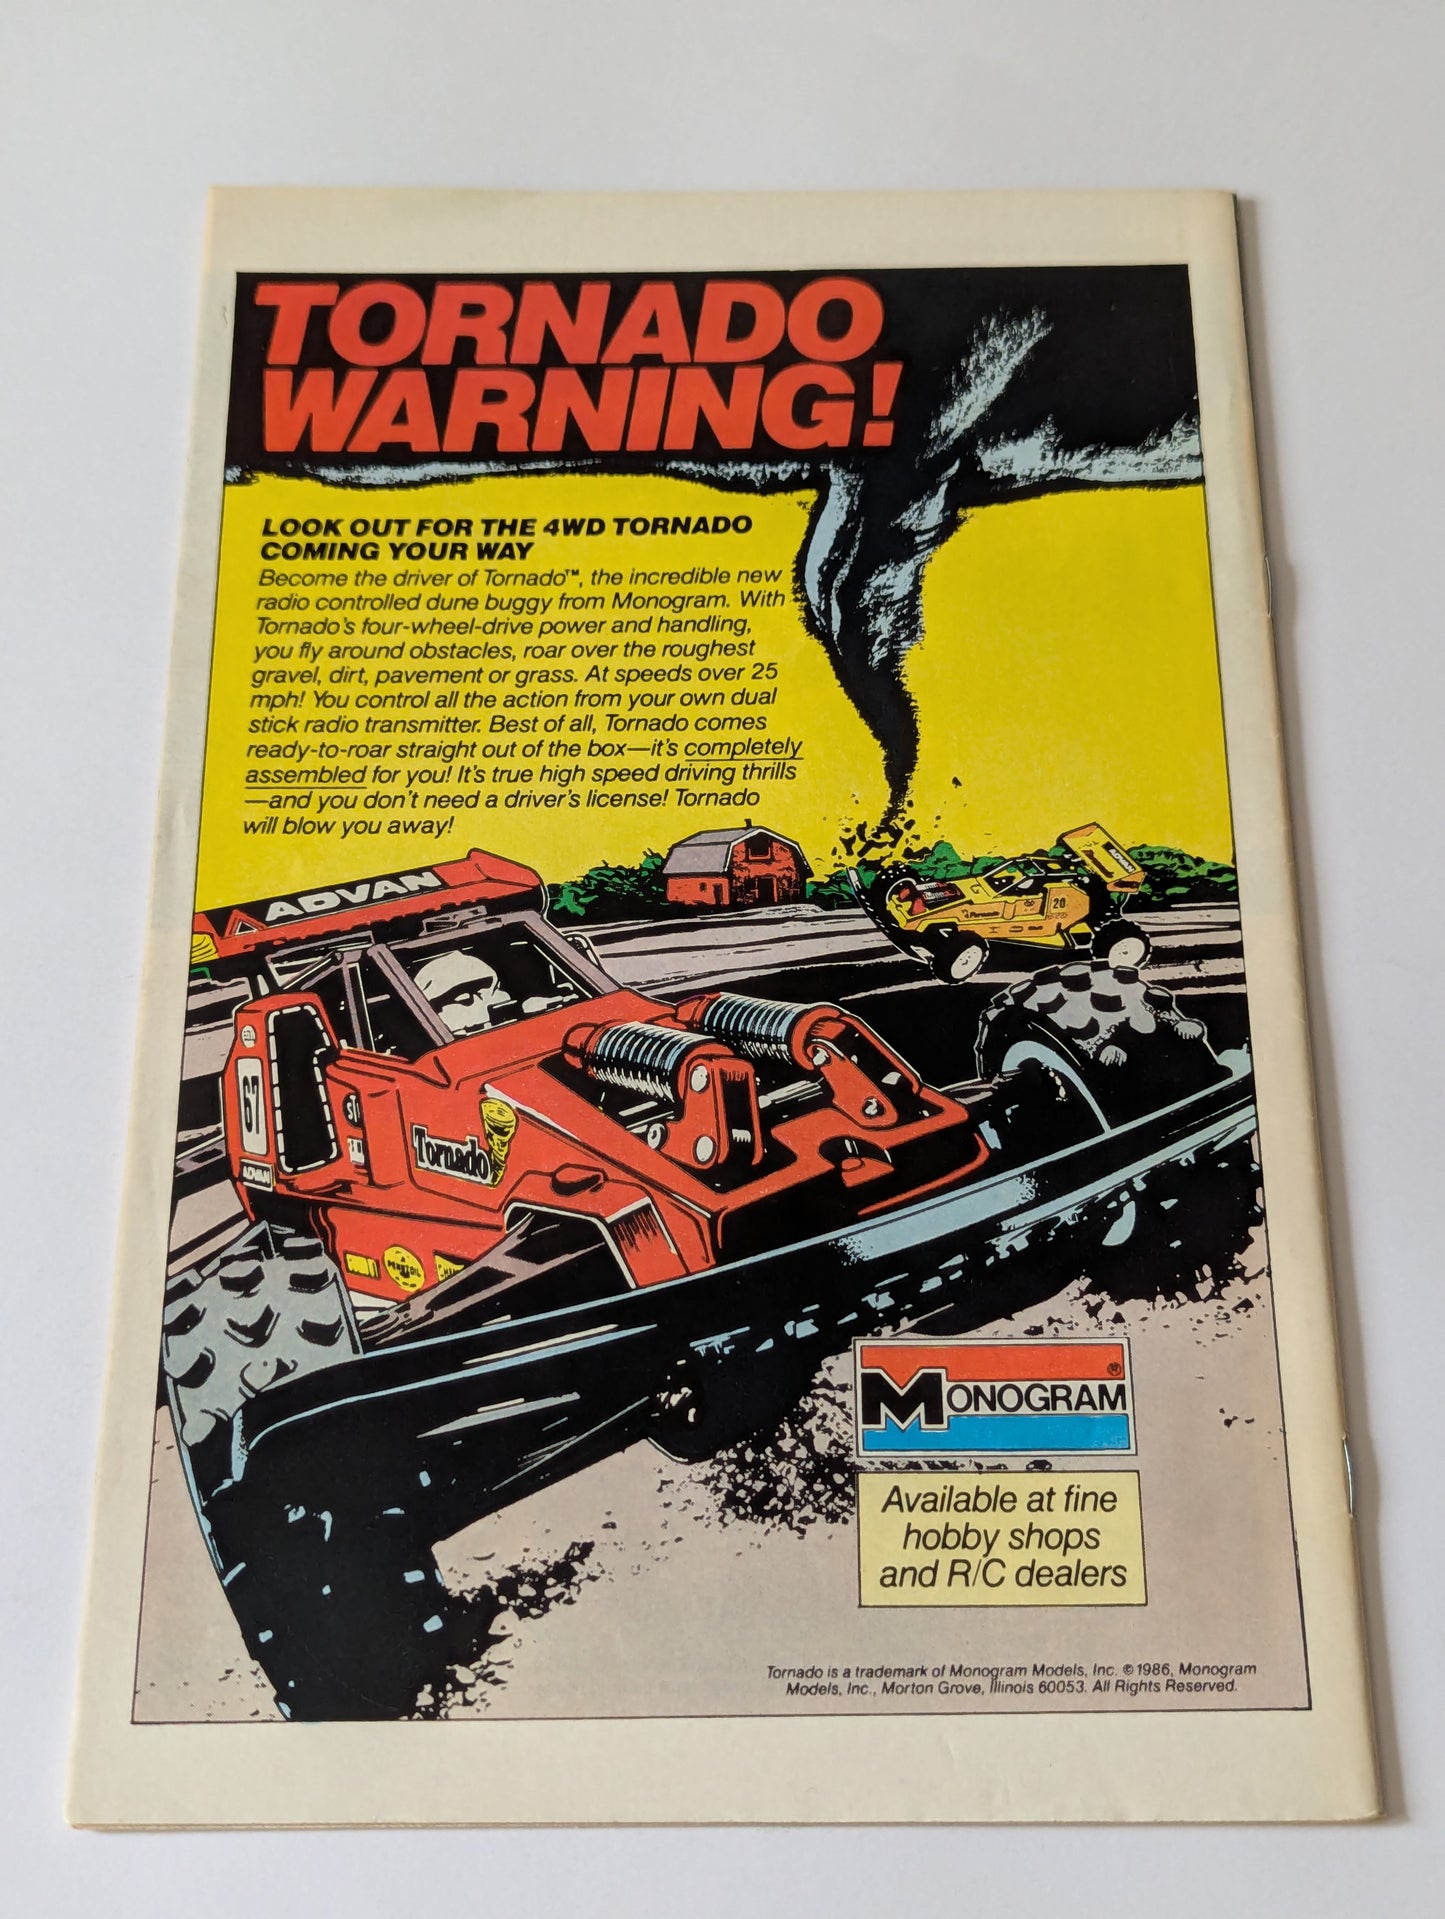 TORNADO
WARNING!
LOOK OUT FOR THE 4WD TORNADO
COMING YOUR WAY
Become the driver of Tornado™, the incredible new
radio controlled dune buggy from Monogram. With
Tornado's four-wheel-drive power and handling,
you fly around obstacles, roar over the roughest
gravel, dirt, pavement or grass. At speeds over 25
mph! You control all the action from your own dual
stick radio transmitter. Best of all, Tornado comes
ready-to-roar straight out of the box—it's completely
assembled for you! It's true high speed driving thrills
—and you don't need a driver's license! Tornado
will blow you away!
ADVAN
ADVAN
20
67
ADVAN
Tornado
PENNZOIL
MONOGRAM®
Available at fine
hobby shops
and R/C dealers
Tornado is a trademark of Monogram Models, Inc. ©1986, Monogram
Models, Inc., Morton Grove, Illinois 60053. All Rights Reserved.